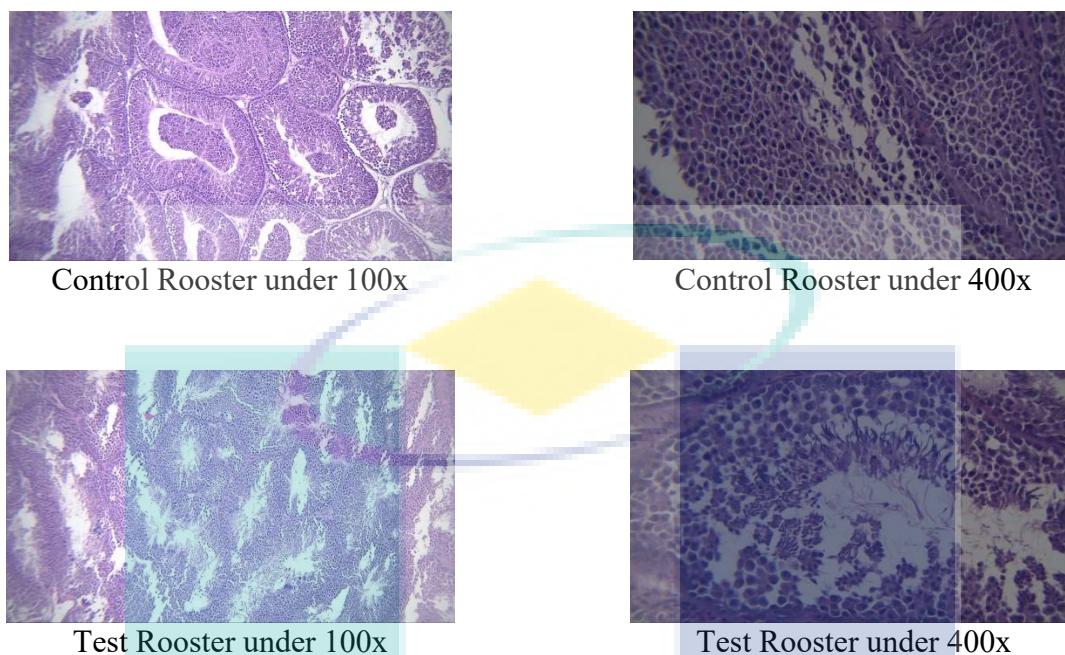 Control Rooster under 100x
Control Rooster under 400x
Test Rooster under 100x
Test Rooster under 400x